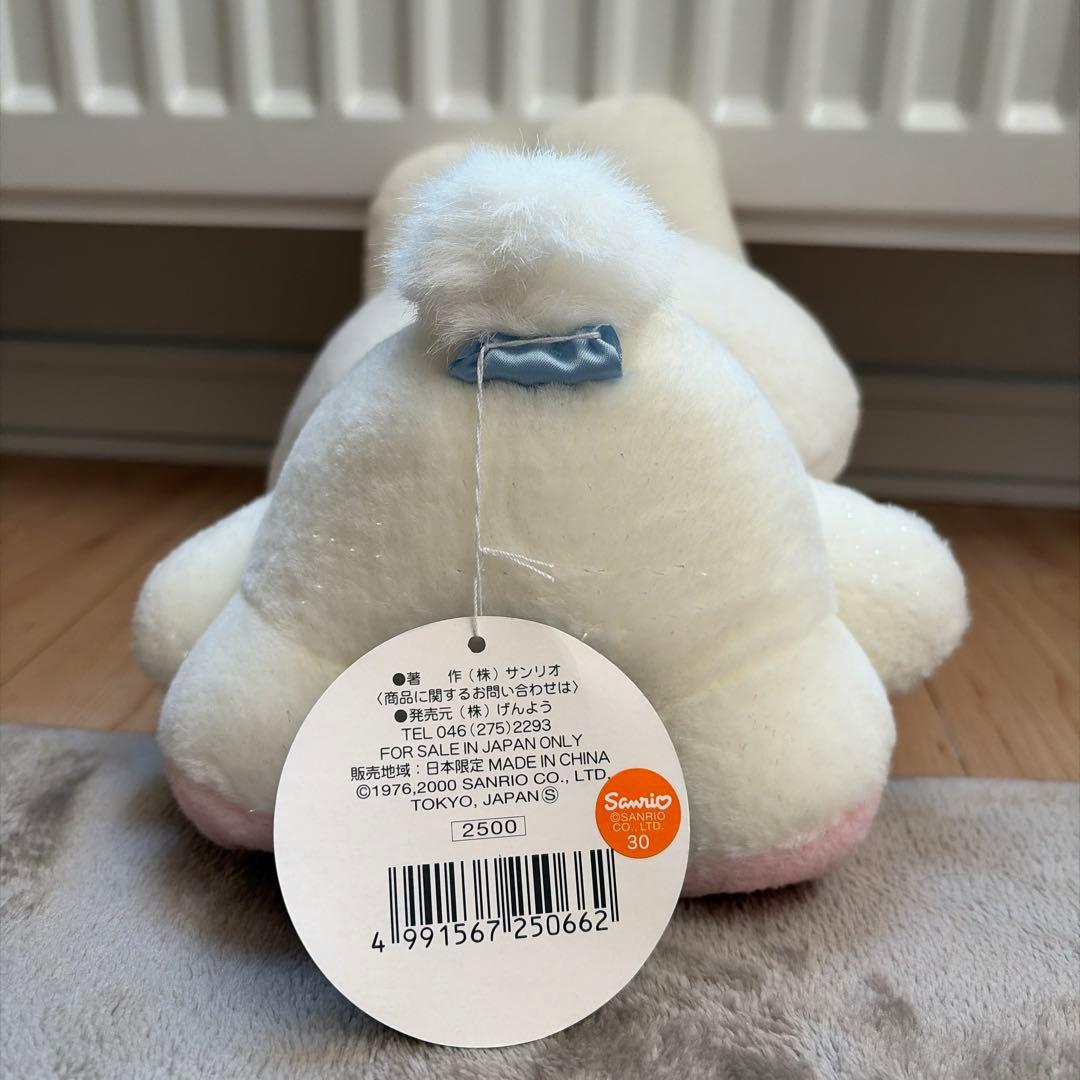 ●著　作(株)サンリオ
〈商品に関するお問い合わせは〉
●発売元(株)げんよう
TEL 046(275)2293
FOR SALE IN JAPAN ONLY
販売地域：日本限定 MADE IN CHINA
©1976,2000 SANRIO CO., LTD.
TOKYO, JAPANⓈ
2500
Sanrio
©SANRIO
CO., LTD.
30
4 991567 250662